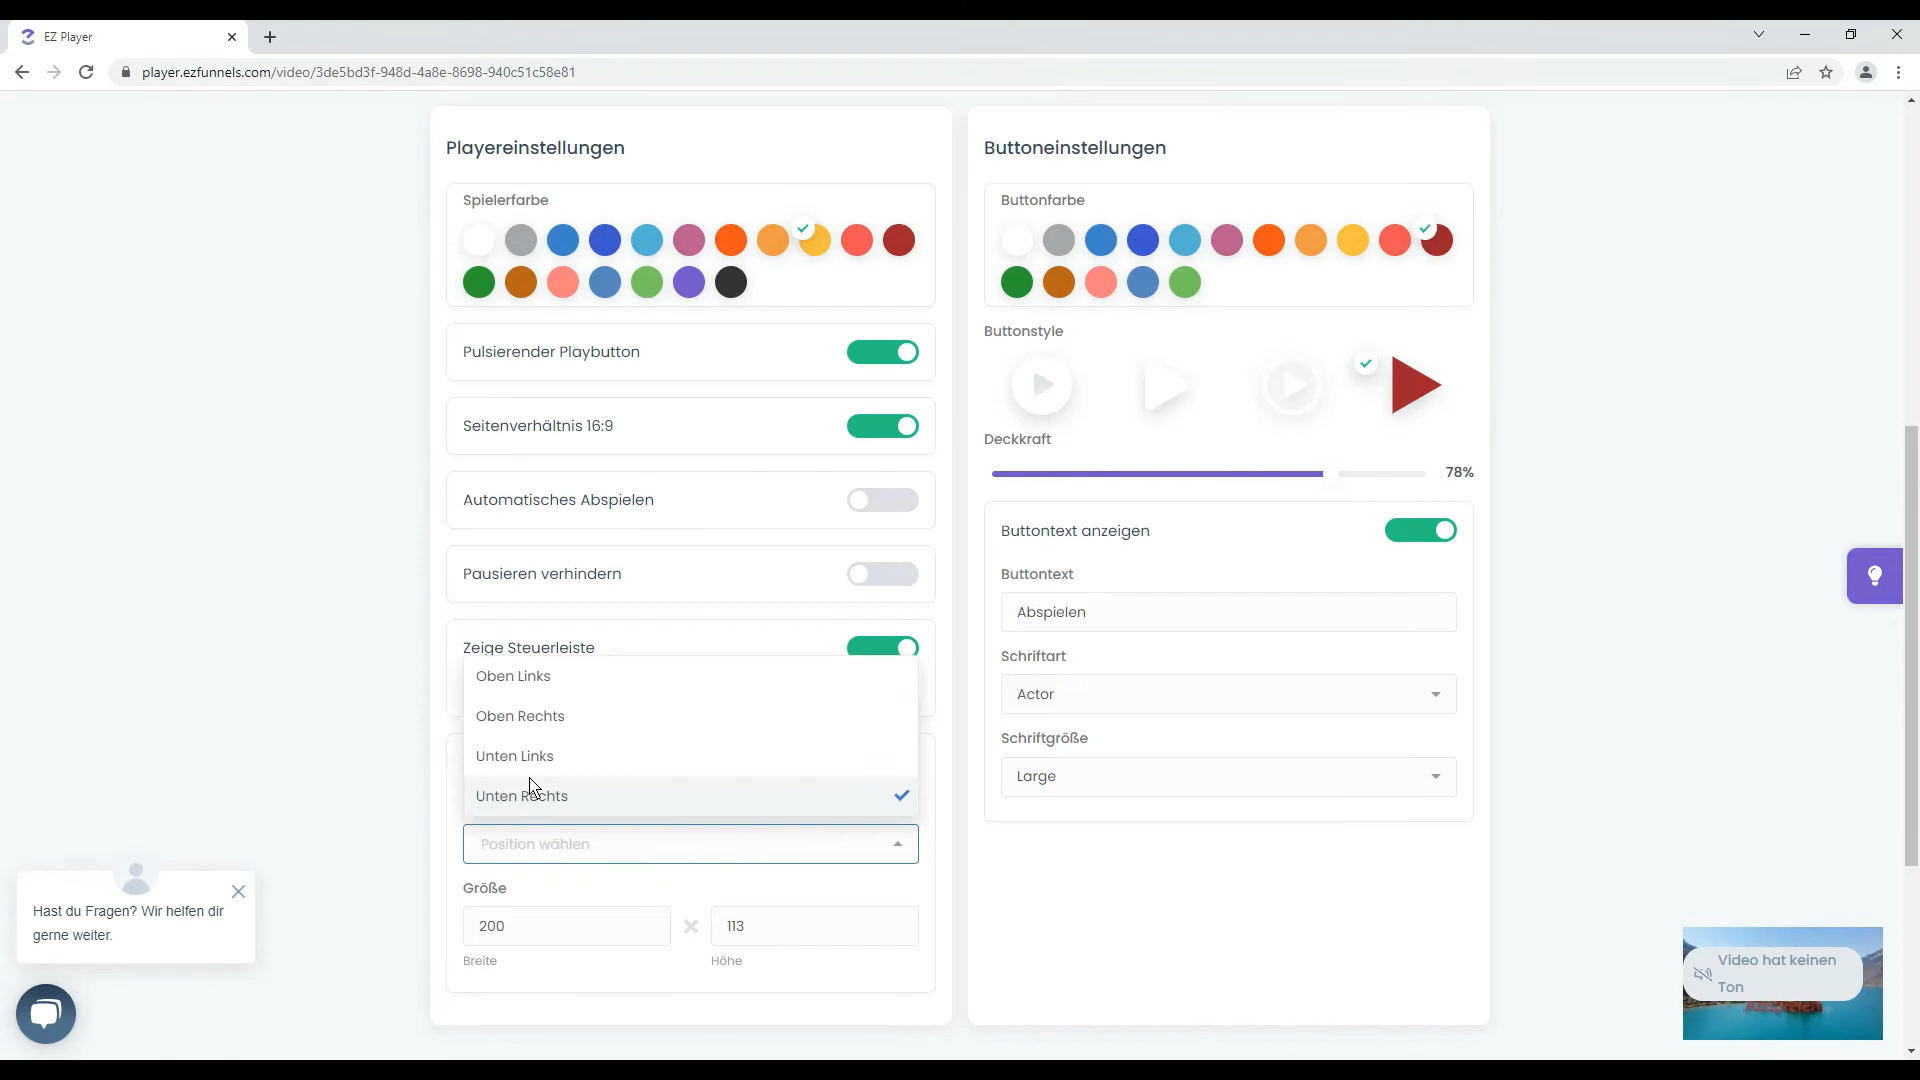 EZ Player
player.ezfunnels.com/video/3de5bd3f-948d-4a8e-8698-940c51c58e81
Playereinstellungen
Spielerfarbe
Pulsierender Playbutton
Seitenverhältnis 16:9
Automatisches Abspielen
Pausieren verhindern
Zeige Steuerleiste
Oben Links
Oben Rechts
Unten Links
Unten Rechts
Position wählen
Größe
200
113
Breite
Höhe
Buttoneinstellungen
Buttonfarbe
Buttonstyle
Deckkraft
78%
Buttontext anzeigen
Buttontext
Abspielen
Schriftart
Actor
Schriftgröße
Large
Hast du Fragen? Wir helfen dir
gerne weiter.
Video hat keinen
Ton